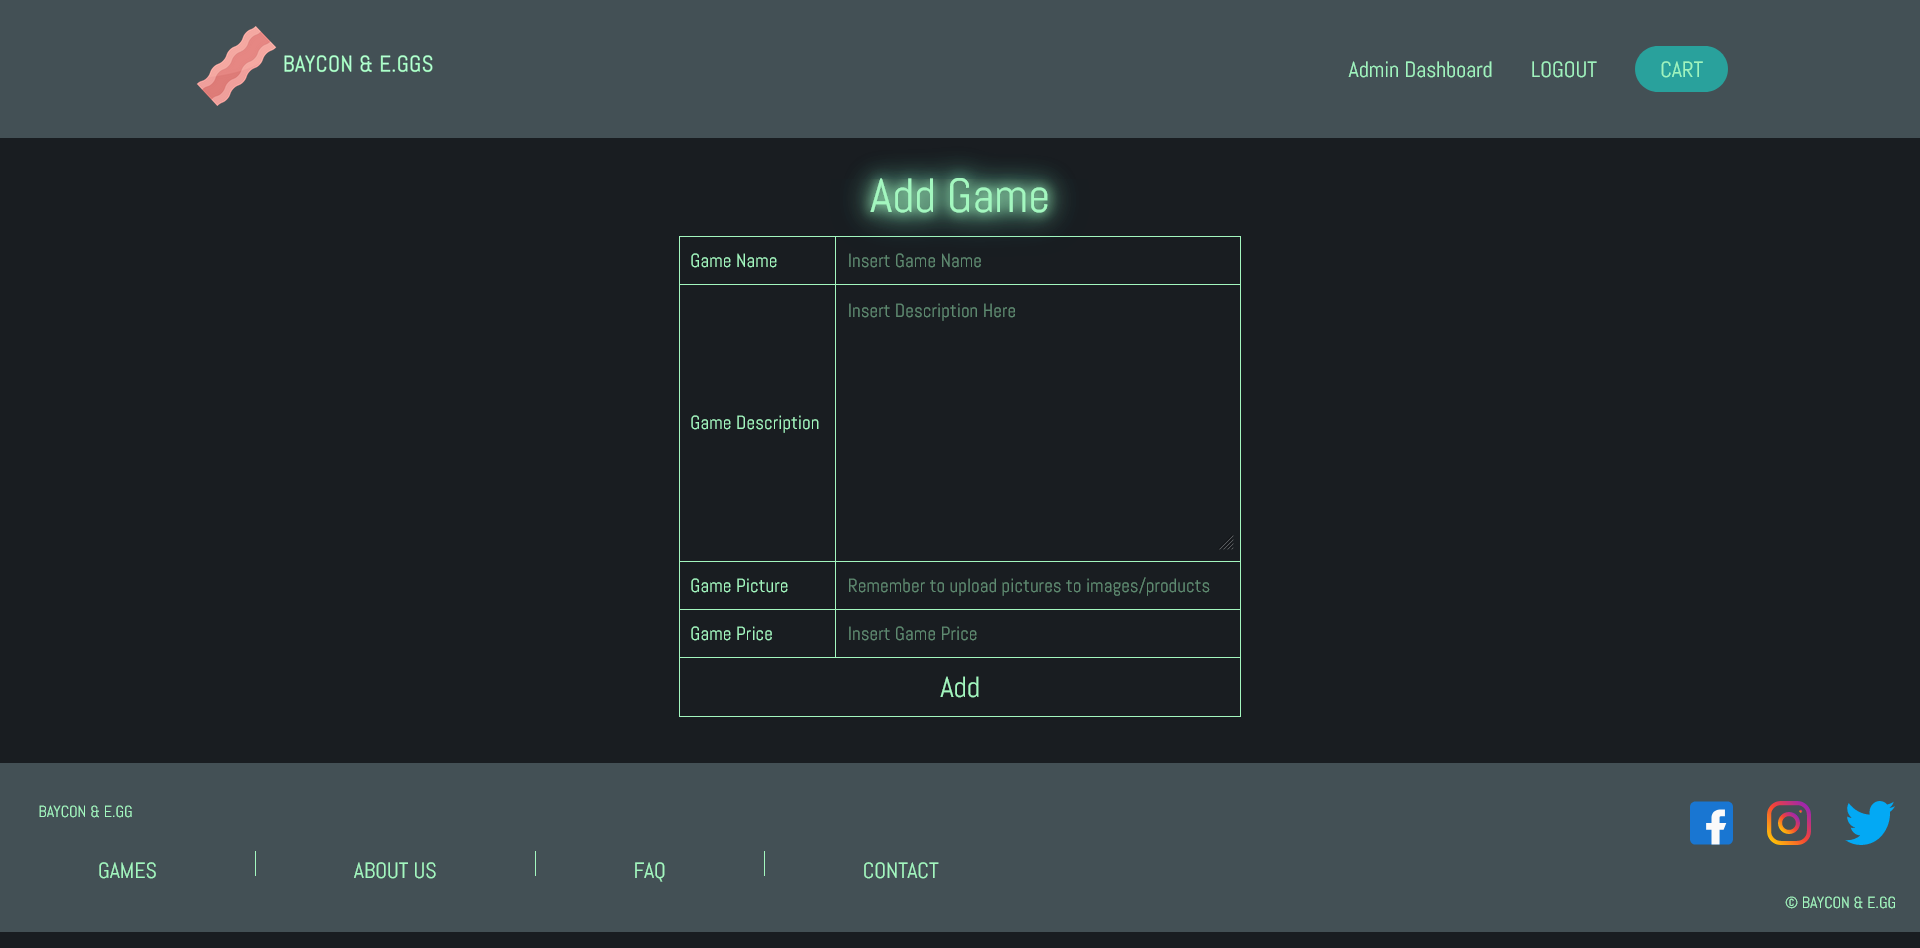 BAYCON & E.GGS
Admin Dashboard LOGOUT CART
Add Game
Game Name Insert Game Name
Insert Description Here
Game Description
Game Picture Remember to upload pictures to images/products
Game Price Insert Game Price
Add
BAYCON & E.GG
GAMES ABOUT US FAQ CONTACT
© BAYCON & E.GG